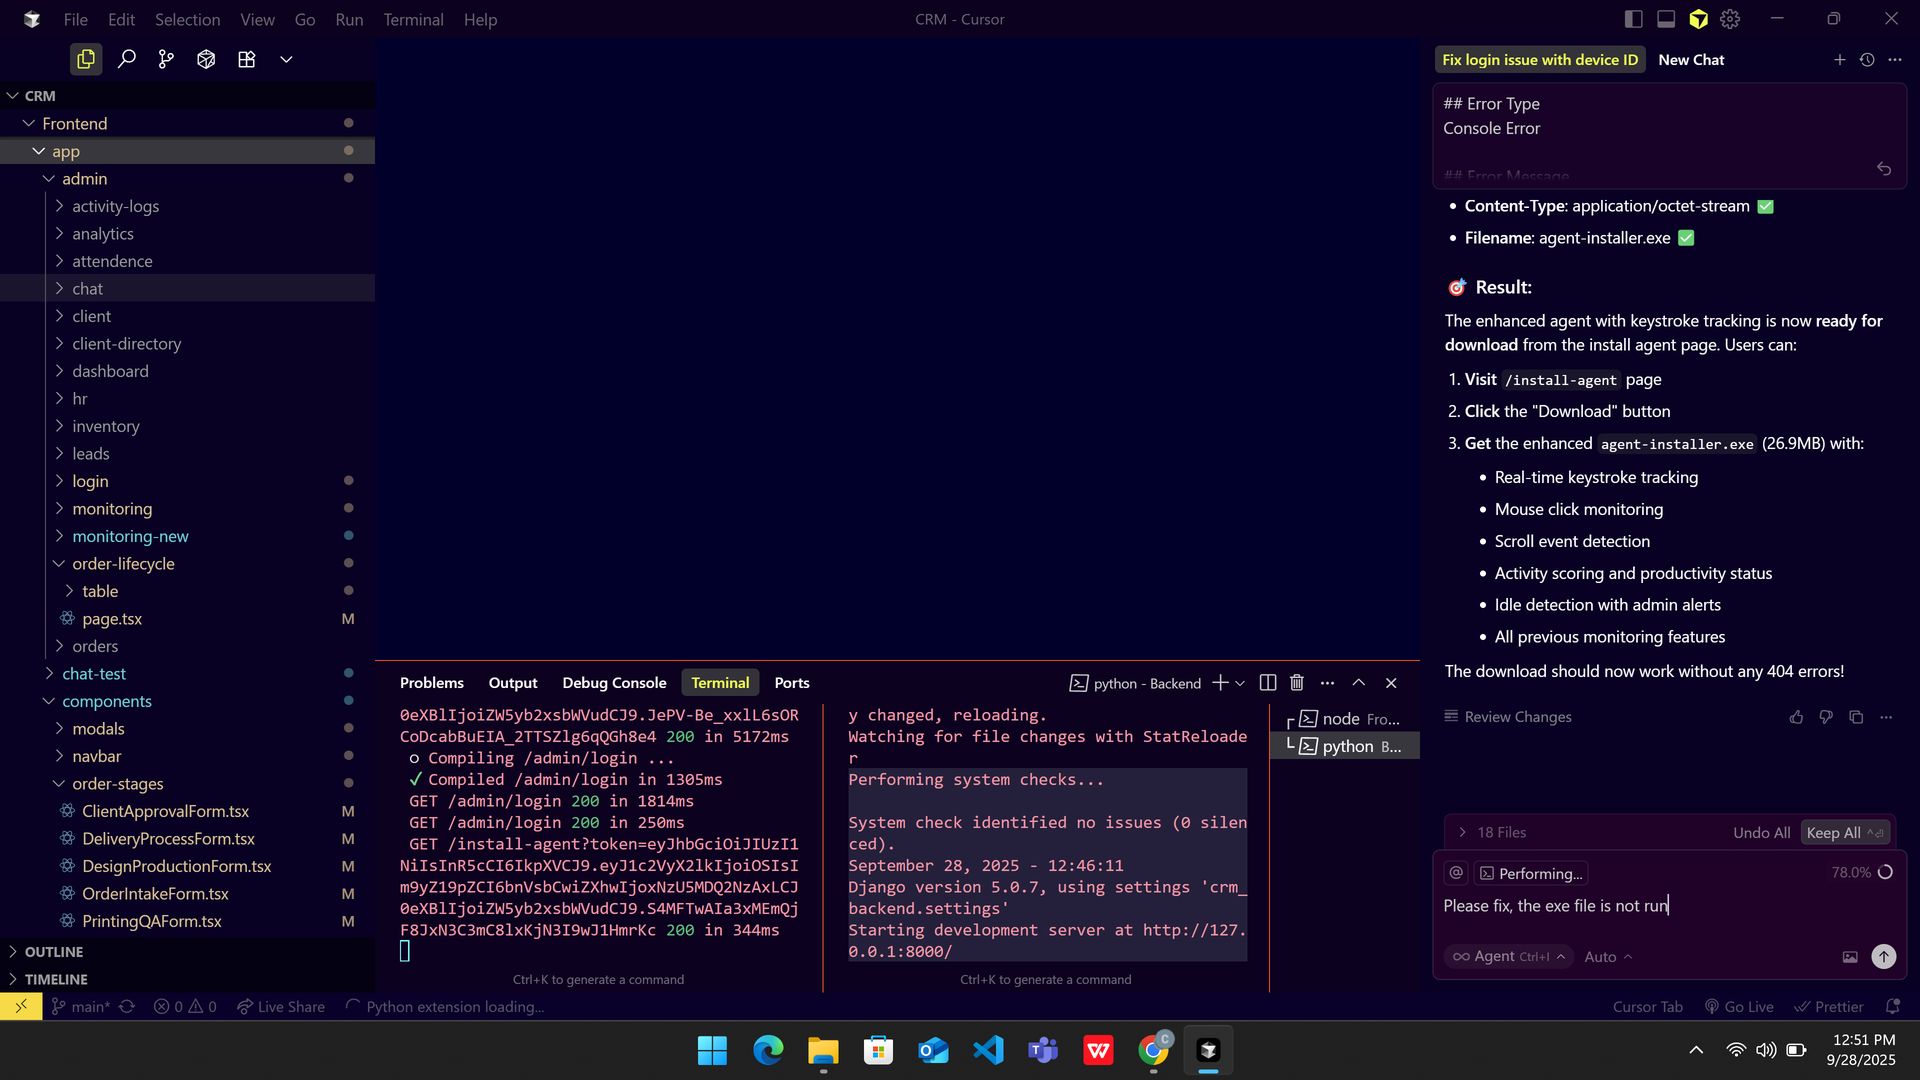 File Edit Selection View Go Run Terminal Help
CRM - Cursor
CRM
Frontend
app
admin
activity-logs
analytics
attendence
chat
client
client-directory
dashboard
hr
inventory
leads
login
monitoring
monitoring-new
order-lifecycle
table
page.tsx M
orders
chat-test
components
modals
navbar
order-stages
ClientApprovalForm.tsx M
DeliveryProcessForm.tsx M
DesignProductionForm.tsx M
OrderIntakeForm.tsx M
PrintingQAForm.tsx M
OUTLINE
TIMELINE
Problems Output Debug Console Terminal Ports
python - Backend
0eXBlIjoiZW5yb2xsbWVudCJ9.JePV-Be_xxlL6sOR
CoDcabBuEIA_2TTSZlg6qQGh8e4 200 in 5172ms
○ Compiling /admin/login ...
✓ Compiled /admin/login in 1305ms
GET /admin/login 200 in 1814ms
GET /admin/login 200 in 250ms
GET /install-agent?token=eyJhbGciOiJIUzI1
NiIsInR5cCI6IkpXVCJ9.eyJ1c2VyX2lkIjoiOSIsI
m9yZ19pZCI6bnVsbCwiZXhwIjoxNzU5MDQ2NzAxLCJ
0eXBlIjoiZW5yb2xsbWVudCJ9.S4MFTwAIa3xMEmQj
F8JxN3C3mC8lxKjN3I9wJ1HmrKc 200 in 344ms
Ctrl+K to generate a command
y changed, reloading.
Watching for file changes with StatReloade
r
Performing system checks...
System check identified no issues (0 silen
ced).
September 28, 2025 - 12:46:11
Django version 5.0.7, using settings 'crm_
backend.settings'
Starting development server at http://127.
0.0.1:8000/
Ctrl+K to generate a command
node Fro...
python B...
Fix login issue with device ID New Chat
## Error Type
Console Error
## Error Message
• Content-Type: application/octet-stream ✅
• Filename: agent-installer.exe ✅
🎯 Result:
The enhanced agent with keystroke tracking is now ready for
download from the install agent page. Users can:
1. Visit /install-agent page
2. Click the "Download" button
3. Get the enhanced agent-installer.exe (26.9MB) with:
• Real-time keystroke tracking
• Mouse click monitoring
• Scroll event detection
• Activity scoring and productivity status
• Idle detection with admin alerts
• All previous monitoring features
The download should now work without any 404 errors!
Review Changes
18 Files Undo All Keep All
@ Performing... 78.0%
Please fix, the exe file is not run
Agent Ctrl+I Auto
main* 0 0 Live Share Python extension loading...
Cursor Tab Go Live Prettier
12:51 PM
9/28/2025